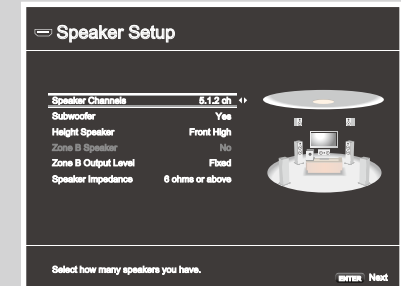 Speaker Setup
Speaker Channels 5.1.2 ch
Subwoofer Yes
Height Speaker Front High
Zone B Speaker No
Zone B Output Level Fixed
Speaker Impedance 6 ohms or above
Select how many speakers you have.
ENTER Next